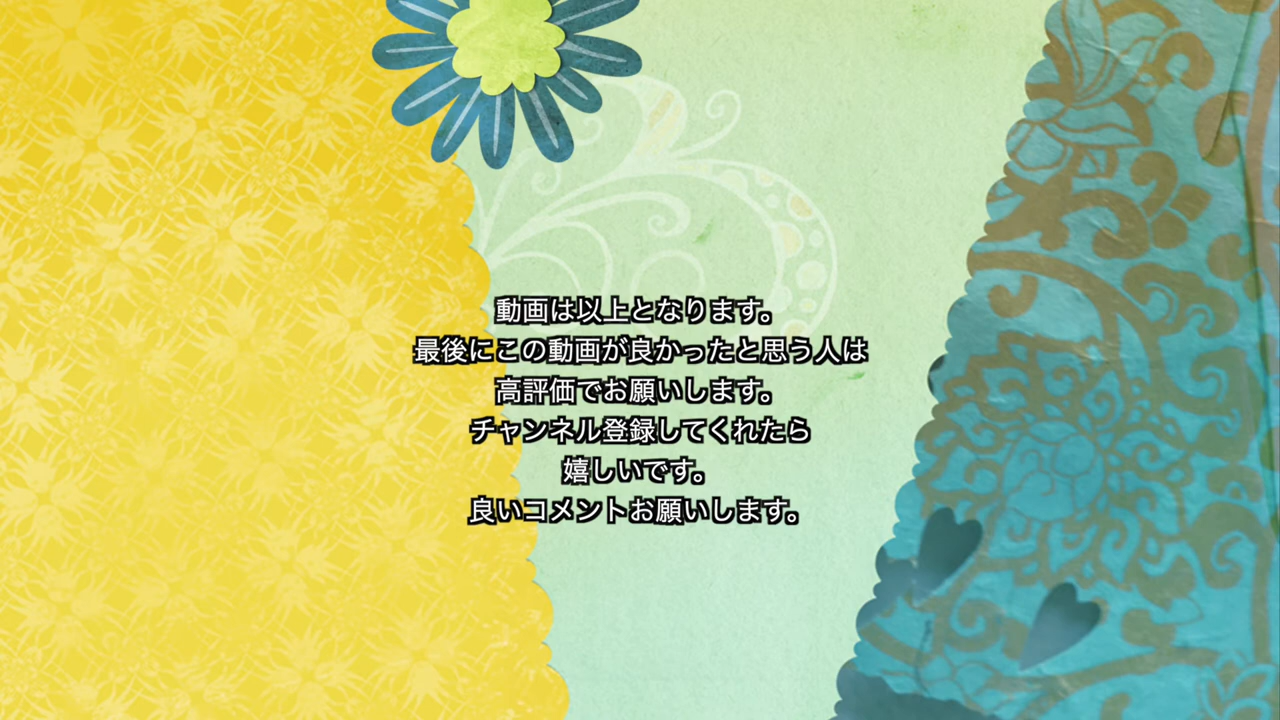 動画は以上となります。
最後にこの動画が良かったと思う人は
高評価でお願いします。
チャンネル登録してくれたら
嬉しいです。
良いコメントお願いします。